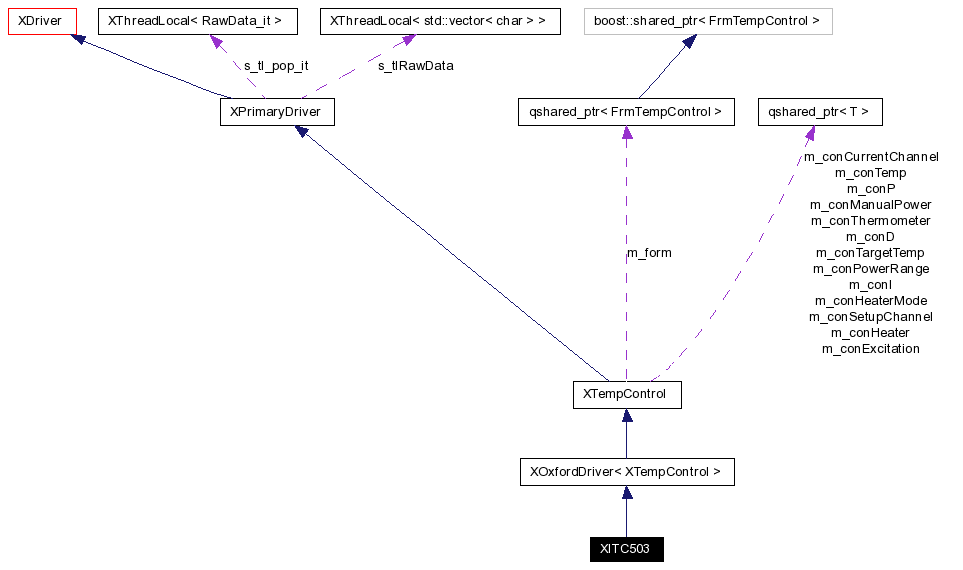 XDriver
XThreadLocal< RawData_it >
XThreadLocal< std::vector< char > >
boost::shared_ptr< FrmTempControl >
s_tl_pop_it
s_tlRawData
XPrimaryDriver
qshared_ptr< FrmTempControl >
qshared_ptr< T >
m_conCurrentChannel
m_conTemp
m_conP
m_conManualPower
m_conThermometer
m_conD
m_conTargetTemp
m_conPowerRange
m_conI
m_conHeaterMode
m_conSetupChannel
m_conHeater
m_conExcitation
m_form
XTempControl
XOxfordDriver< XTempControl >
XITC503